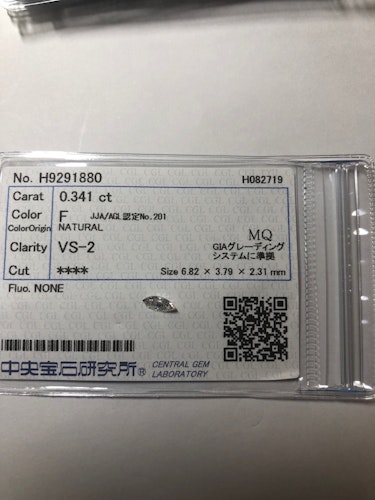 No. H9291880 H082719
Carat 0.341 ct
Color F JJA/AGL認定No.201
ColorOrigin NATURAL
MQ
Clarity VS-2 GIAグレーディング
システムに準拠
Cut **** Size 6.82 × 3.79 × 2.31 mm
Fluo. NONE
中央宝石研究所® CENTRAL GEM
LABORATORY